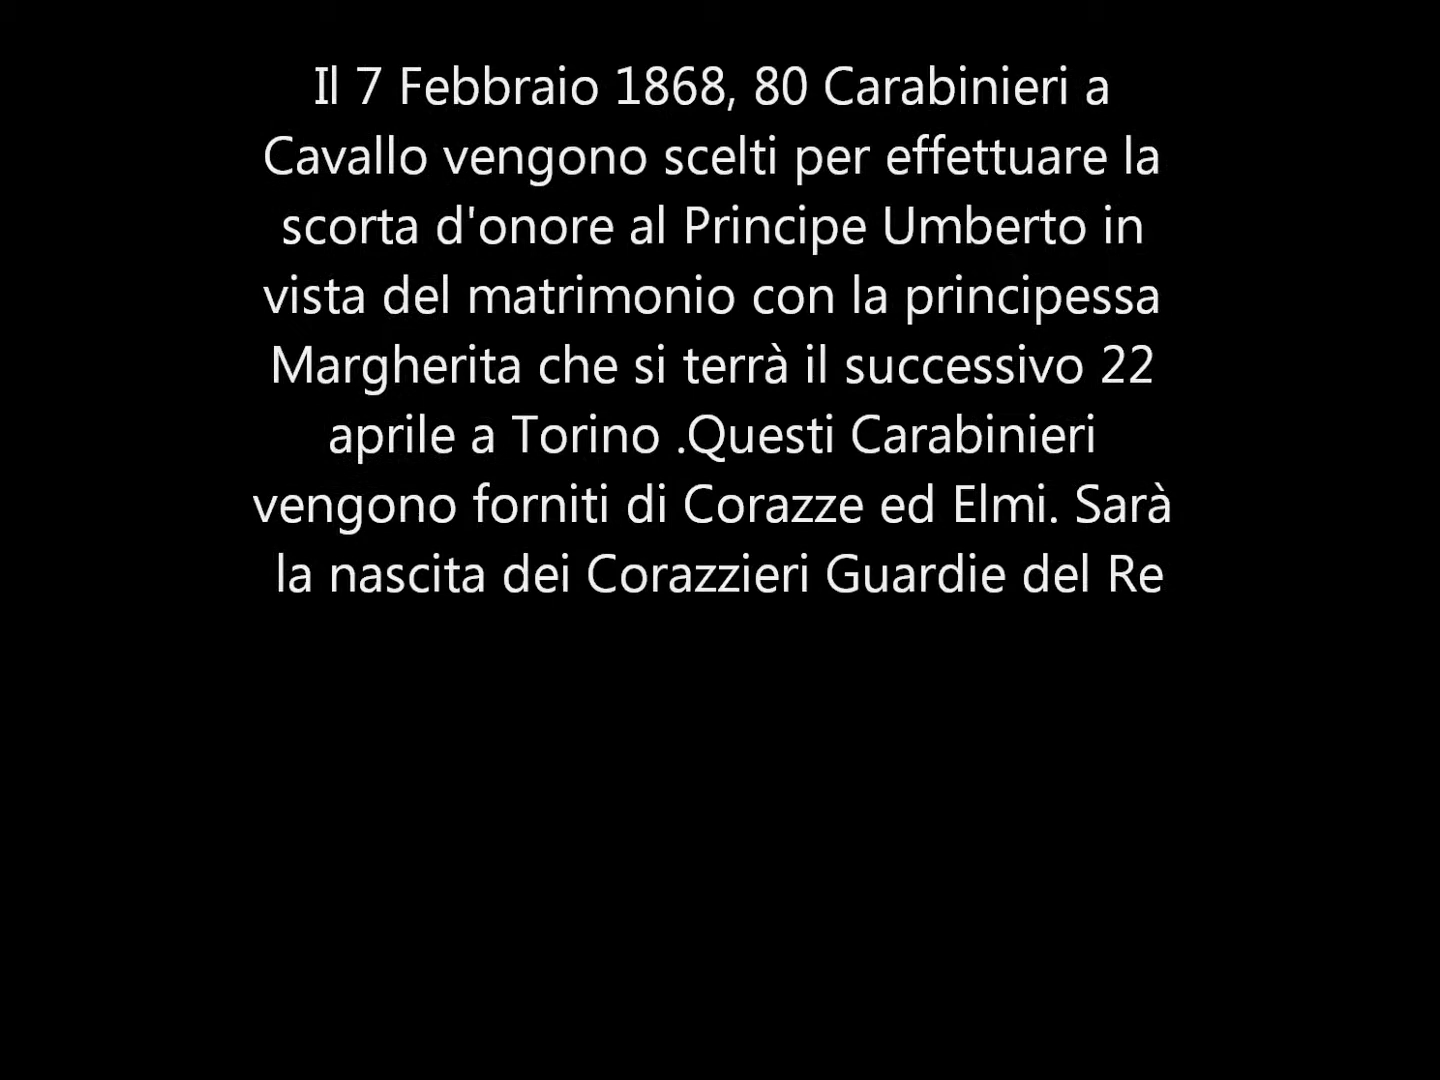 Il 7 Febbraio 1868, 80 Carabinieri a
Cavallo vengono scelti per effettuare la
scorta d'onore al Principe Umberto in
vista del matrimonio con la principessa
Margherita che si terrà il successivo 22
aprile a Torino .Questi Carabinieri
vengono forniti di Corazze ed Elmi. Sarà
la nascita dei Corazzieri Guardie del Re